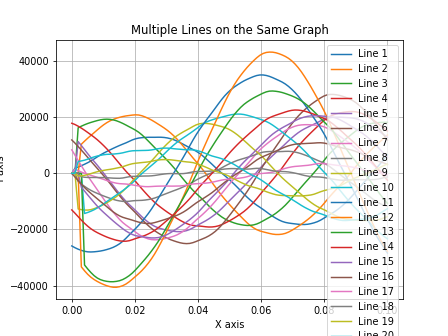 Multiple Lines on the Same Graph
40000
20000
0
−20000
−40000
0.00
0.02
0.04
0.06
X axis
Line 1
Line 2
Line 3
Line 4
Line 5
Line 6
Line 7
Line 8
Line 9
Line 10
Line 11
Line 12
Line 13
Line 14
Line 15
Line 16
Line 17
Line 18
Line 19
Line 20